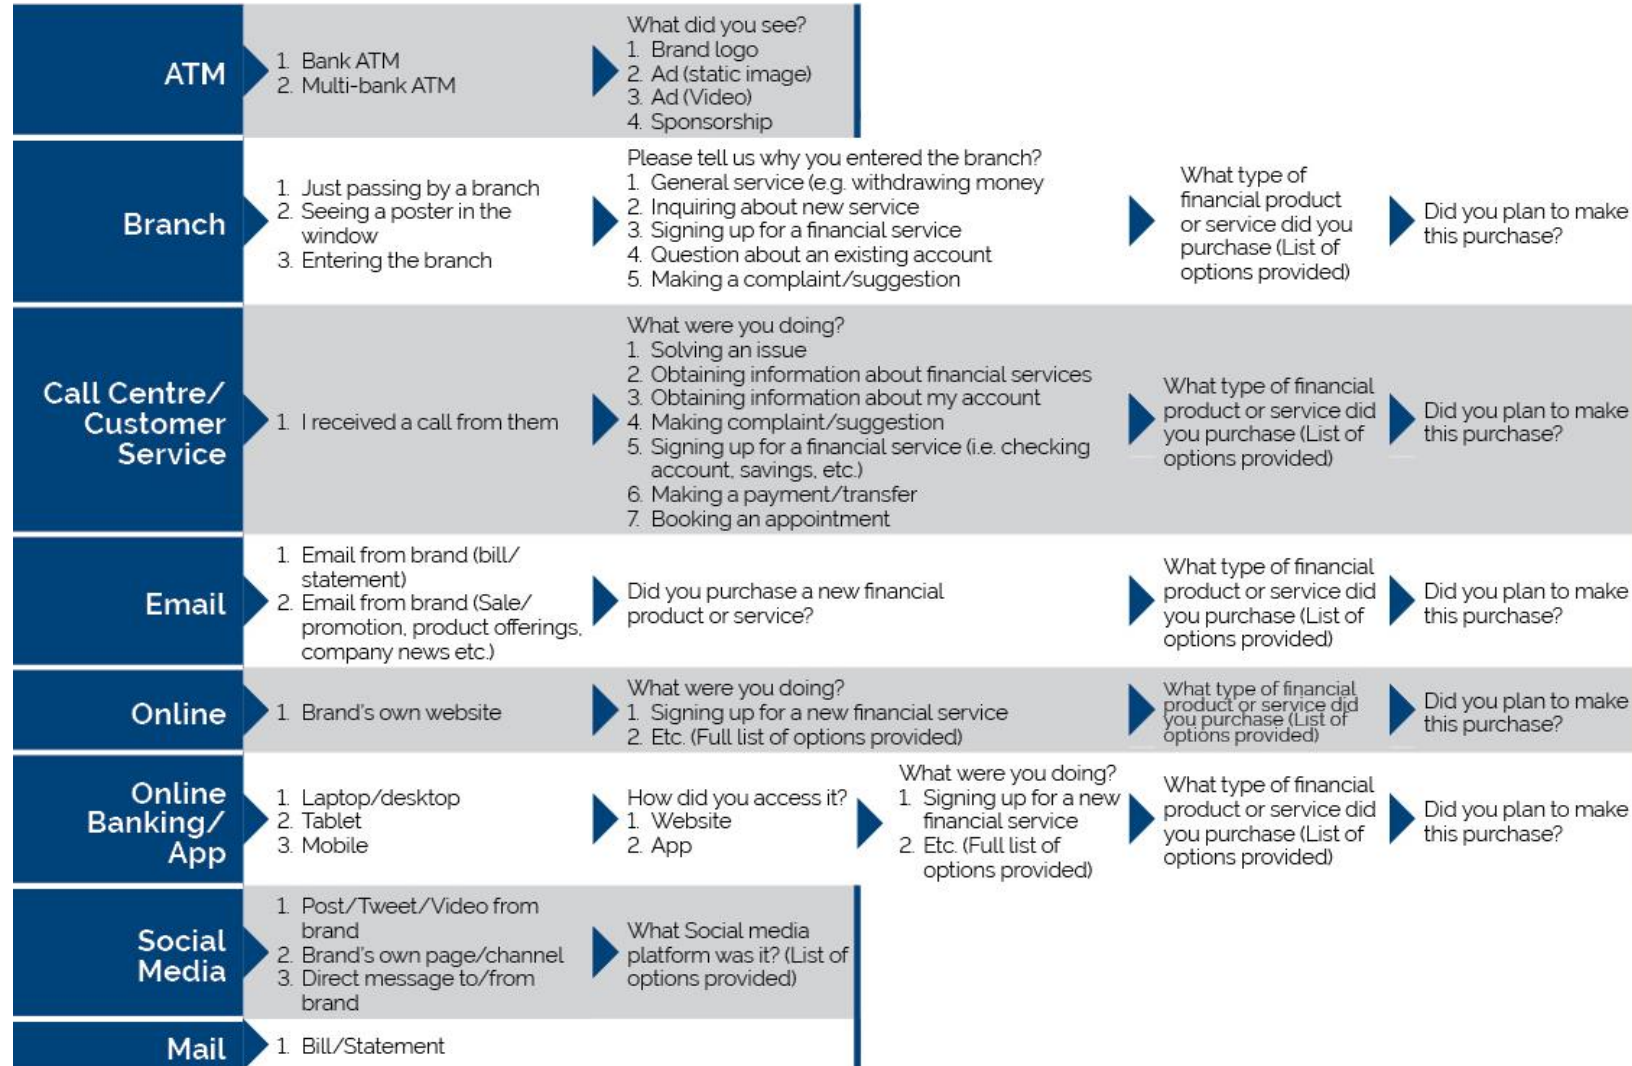 ATM
1. Bank ATM
2. Multi-bank ATM
What did you see?
1. Brand logo
2. Ad (static image)
3. Ad (Video)
4. Sponsorship
Branch
1. Just passing by a branch
2. Seeing a poster in the
window
3. Entering the branch
Please tell us why you entered the branch?
1. General service (e.g. withdrawing money
2. Inquiring about new service
3. Signing up for a financial service
4. Question about an existing account
5. Making a complaint/suggestion
What type of
financial product
or service did you
purchase (List of
options provided)
Did you plan to make
this purchase?
Call Centre/
Customer
Service
1. I received a call from them
What were you doing?
1. Solving an issue
2. Obtaining information about financial services
3. Obtaining information about my account
4. Making complaint/suggestion
5. Signing up for a financial service (i.e. checking
account, savings, etc.)
6. Making a payment/transfer
7. Booking an appointment
What type of financial
product or service did
you purchase (List of
options provided)
Did you plan to make
this purchase?
Email
1. Email from brand (bill/
statement)
2. Email from brand (Sale/
promotion, product offerings,
company news etc.)
Did you purchase a new financial
product or service?
What type of financial
product or service did
you purchase (List of
options provided)
Did you plan to make
this purchase?
Online
1. Brand's own website
What were you doing?
1. Signing up for a new financial service
2. Etc. (Full list of options provided)
What type of financial
product or service did
you purchase (List of
options provided)
Did you plan to make
this purchase?
Online
Banking/
App
1. Laptop/desktop
2. Tablet
3. Mobile
How did you access it?
1. Website
2. App
What were you doing?
1. Signing up for a new
financial service
2. Etc. (Full list of
options provided)
What type of financial
product or service did
you purchase (List of
options provided)
Did you plan to make
this purchase?
Social
Media
1. Post/Tweet/Video from
brand
2. Brand's own page/channel
3. Direct message to/from
brand
What Social media
platform was it? (List of
options provided)
Mail
1. Bill/Statement